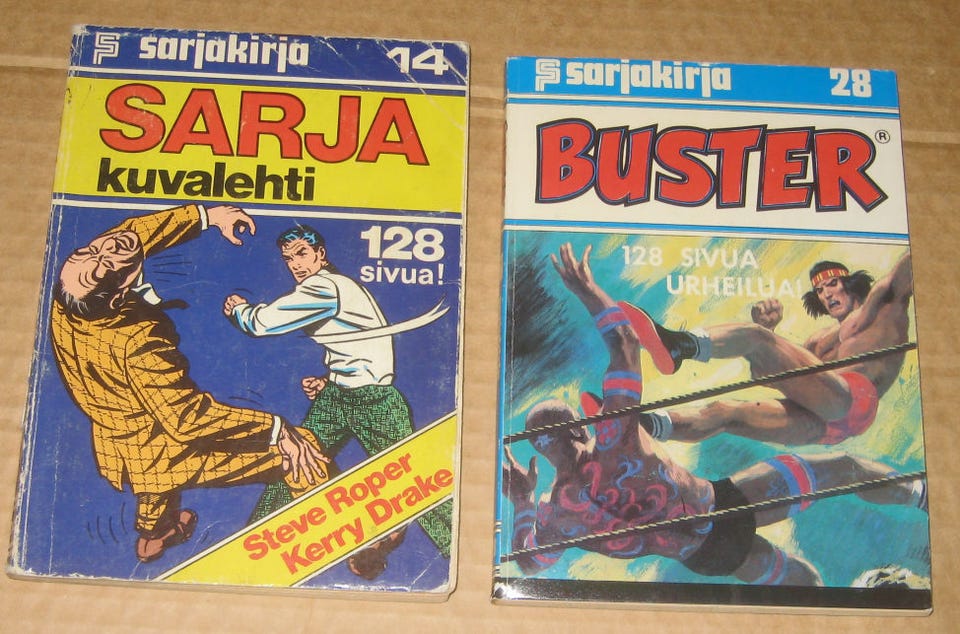 sarjakirja 14
SARJA
kuvalehti
128
sivua!
Steve Roper
Kerry Drake
sarjakirja 28
BUSTER®
128 SIVUA
URHEILUA!